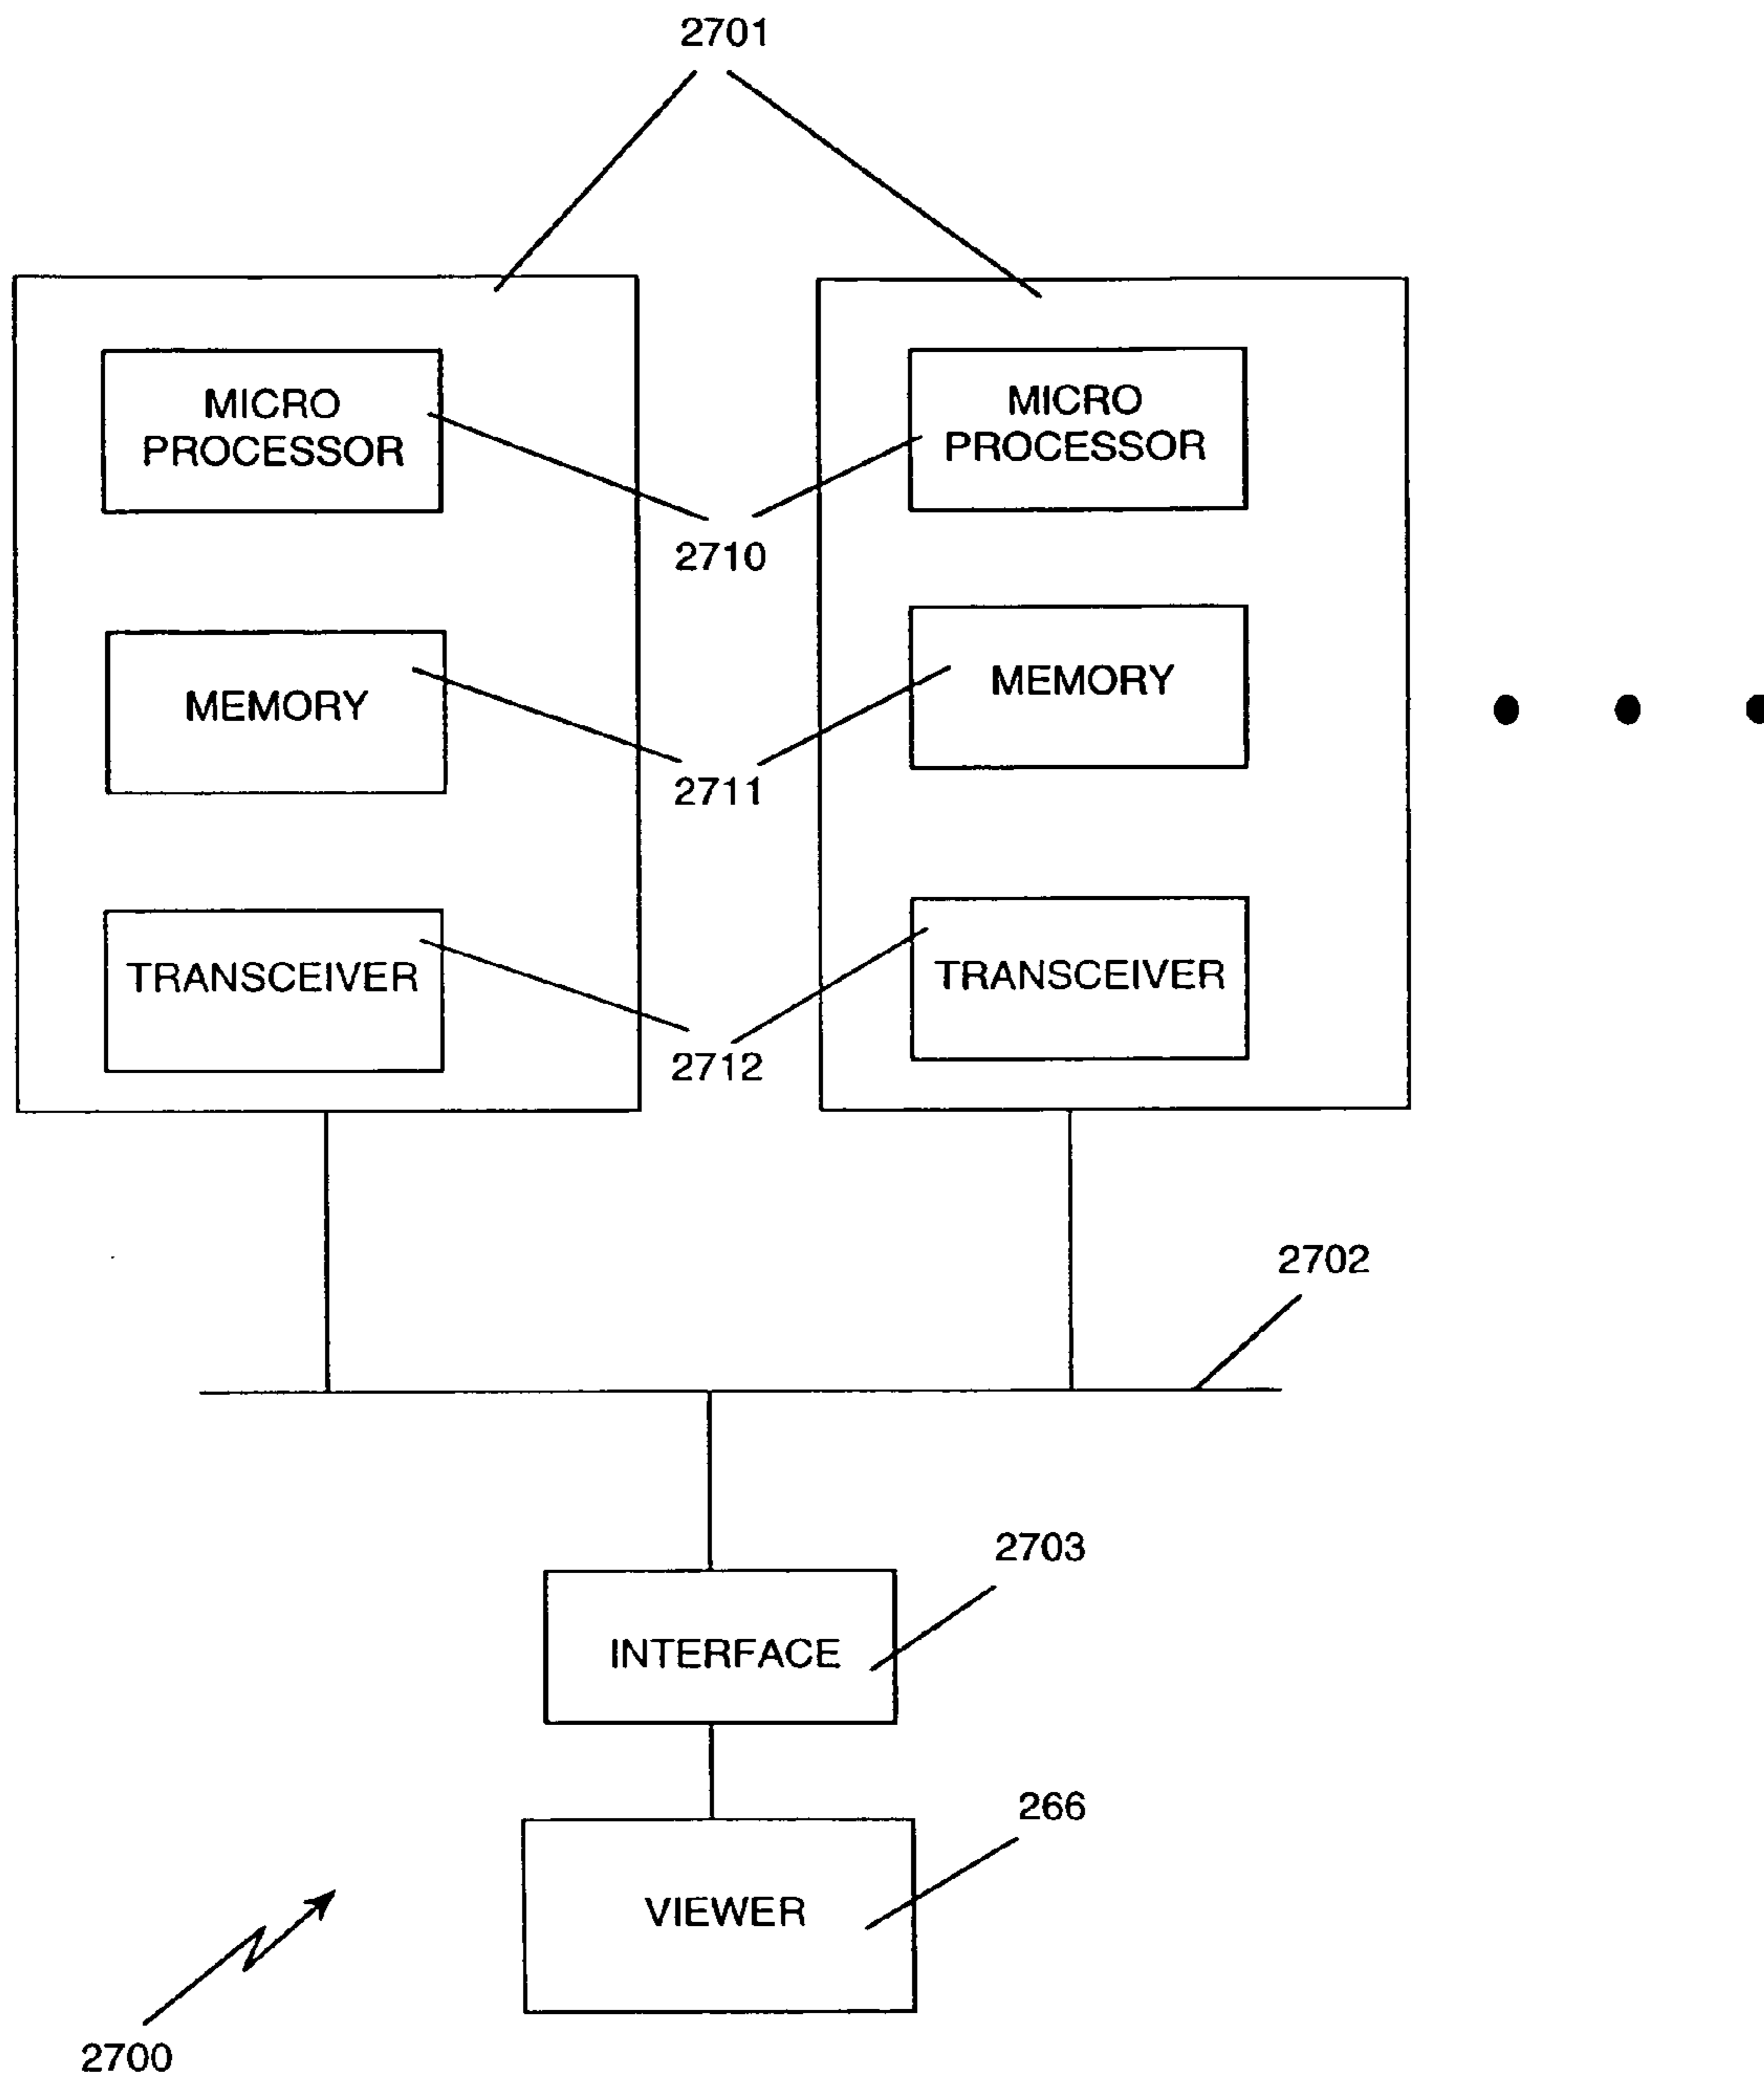 2701
MICRO
PROCESSOR
MICRO
PROCESSOR
2710
MEMORY
MEMORY
2711
TRANSCEIVER
TRANSCEIVER
2712
2702
2703
INTERFACE
266
VIEWER
2700